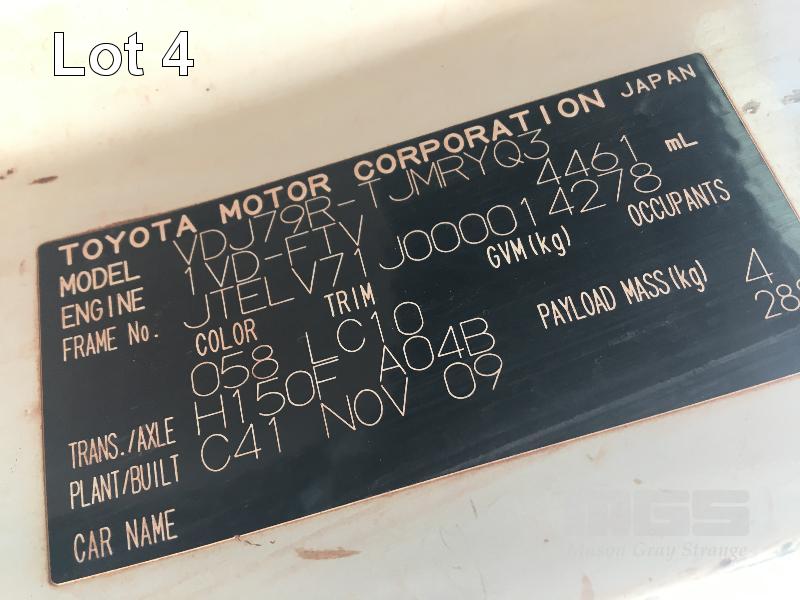 Lot 4
TOYOTA MOTOR CORPORATION JAPAN
MODEL VDJ79R-TJMRYQ3
ENGINE 1VD-FTV 4461 mL
FRAME No. JTELV71J000014278
COLOR TRIM GVM(kg) OCCUPANTS
058 LC10 4
TRANS./AXLE H150F A04B PAYLOAD MASS(kg)
PLANT/BUILT C41 NOV 09
CAR NAME
MGS
Mason Gray Strange